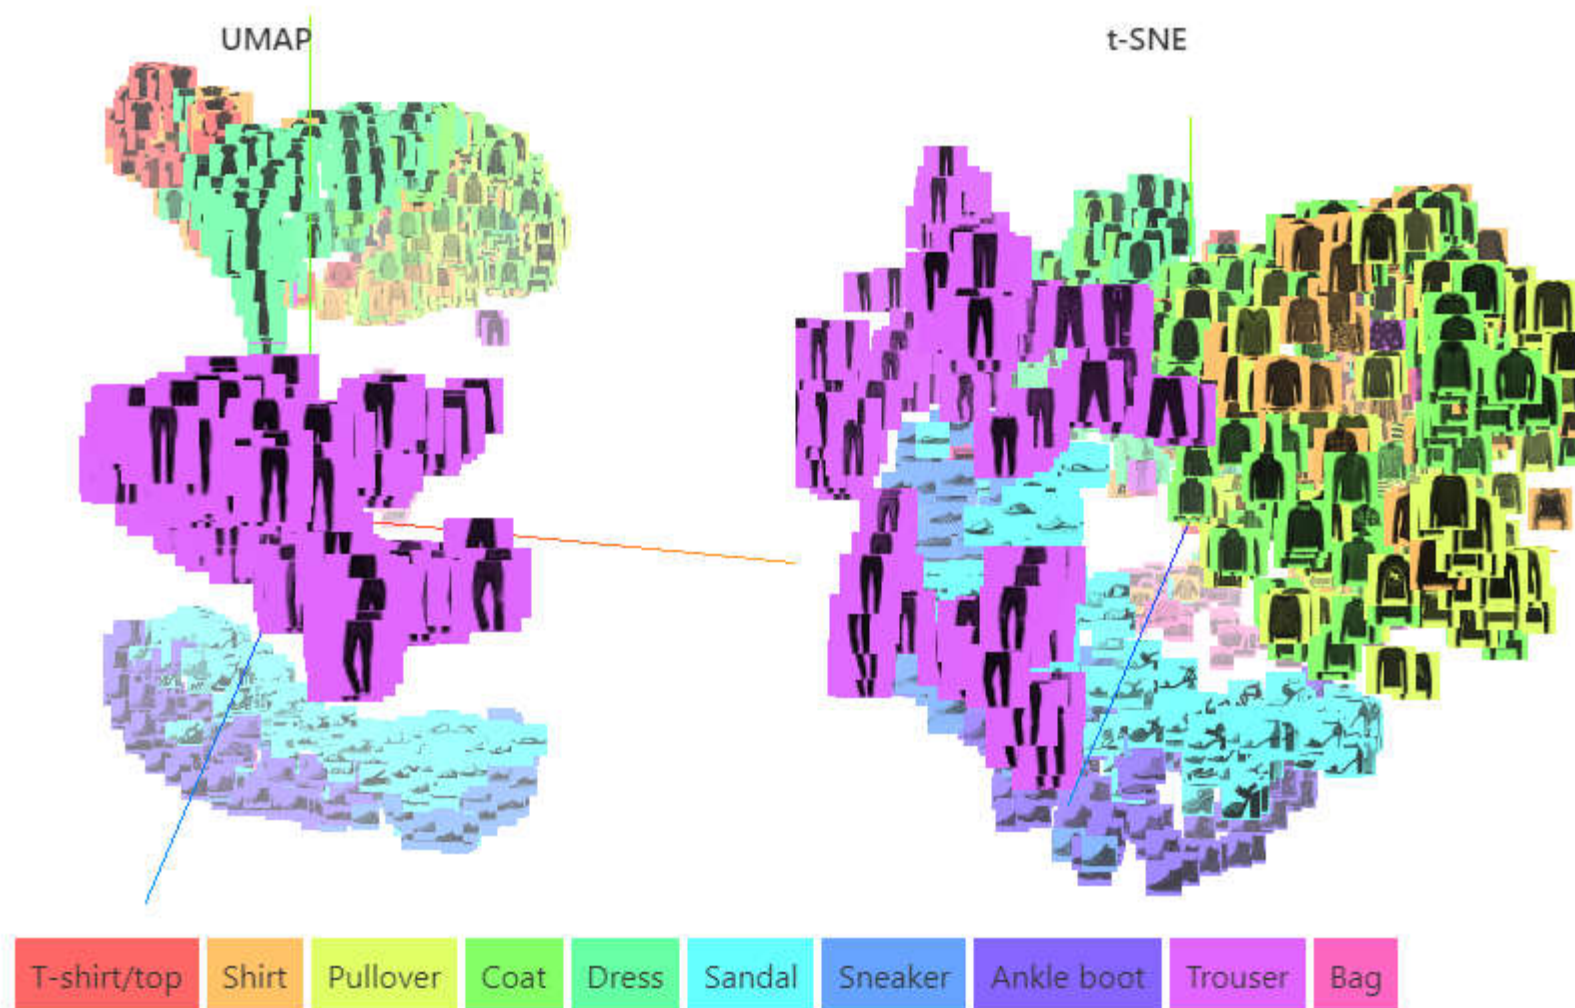 UMAP
t-SNE
T-shirt/top Shirt Pullover Coat Dress Sandal Sneaker Ankle boot Trouser Bag